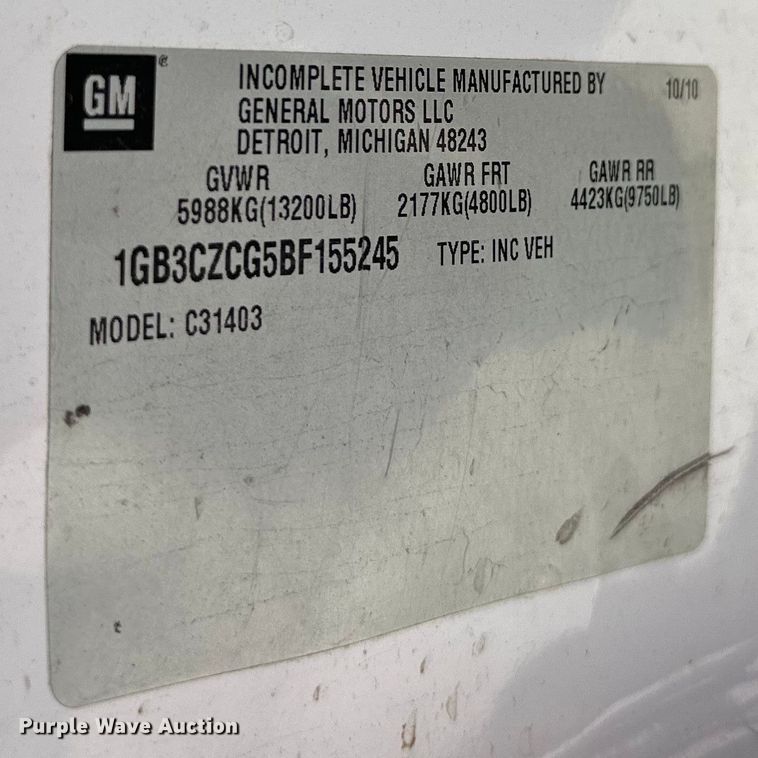 GM
INCOMPLETE VEHICLE MANUFACTURED BY
10/10
GENERAL MOTORS LLC
DETROIT, MICHIGAN 48243
GVWR GAWR FRT GAWR RR
5988KG(13200LB) 2177KG(4800LB) 4423KG(9750LB)
1GB3CZCG5BF155245 TYPE: INC VEH
MODEL: C31403
Purple Wave Auction